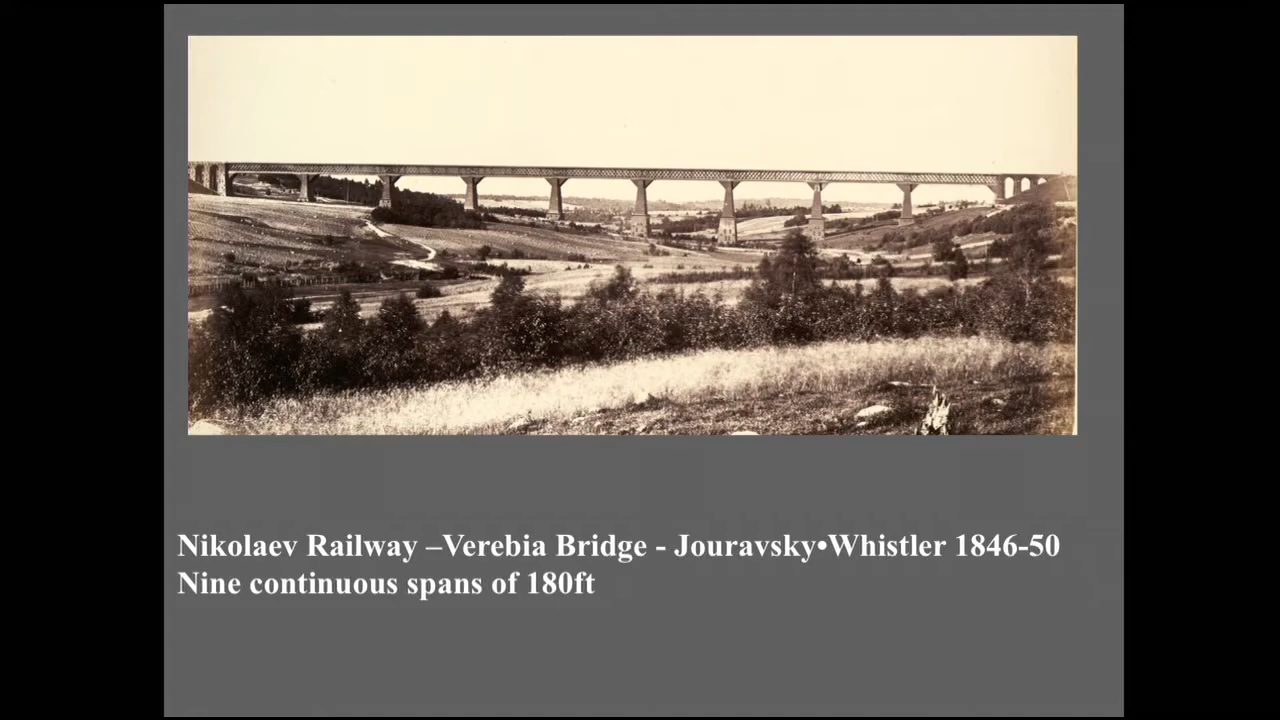 Nikolaev Railway –Verebia Bridge - Jouravsky•Whistler 1846-50
Nine continuous spans of 180ft